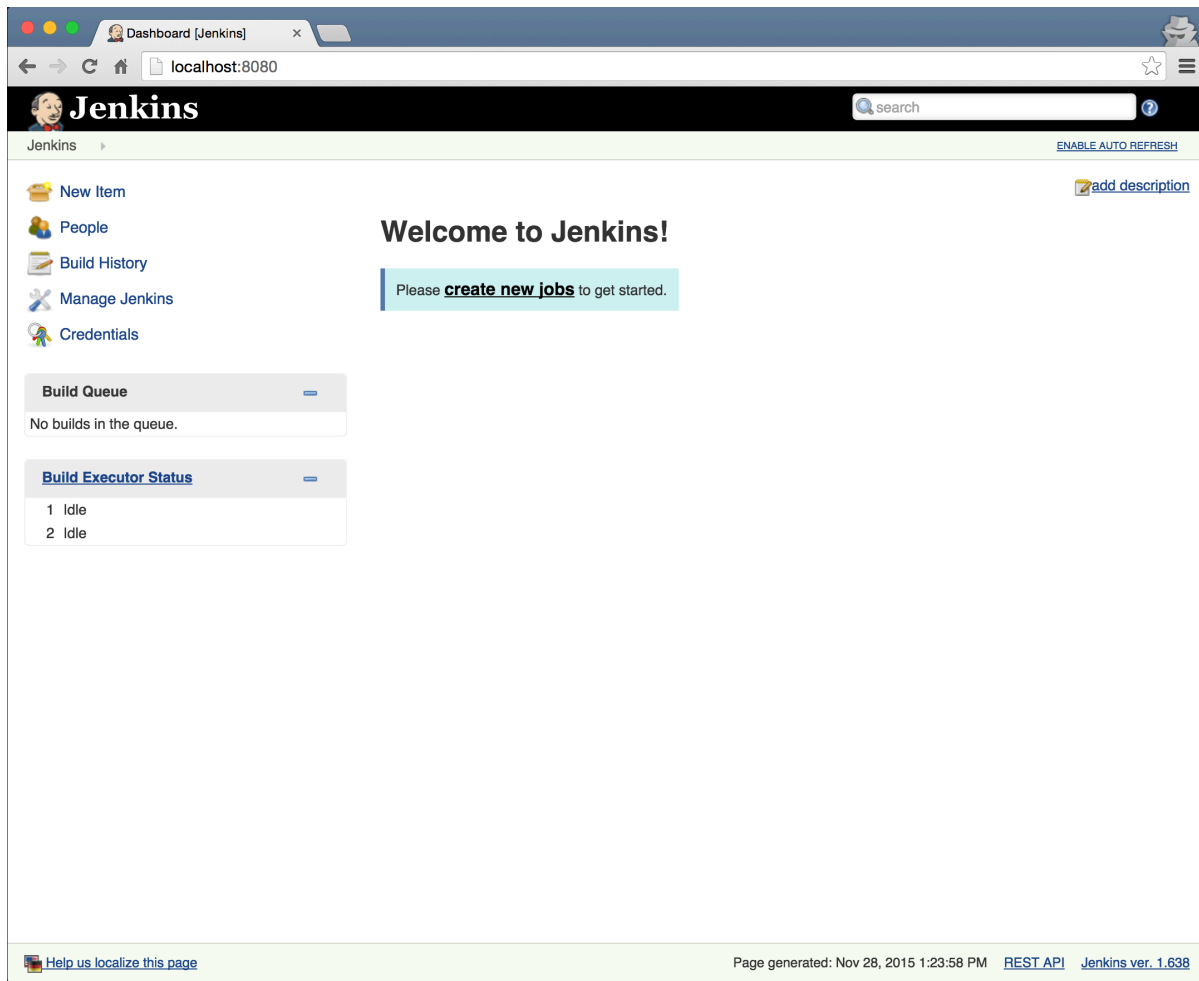 Dashboard [Jenkins]
localhost:8080
Jenkins
search
Jenkins
ENABLE AUTO REFRESH
New Item
People
Build History
Manage Jenkins
Credentials
Build Queue
No builds in the queue.
Build Executor Status
1 Idle
2 Idle
add description
Welcome to Jenkins!
Please create new jobs to get started.
Help us localize this page
Page generated: Nov 28, 2015 1:23:58 PM REST API Jenkins ver. 1.638